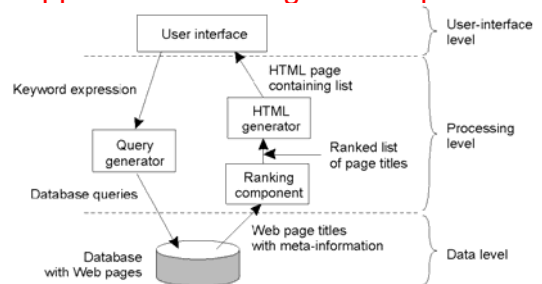 User interface
User-interface
level
Keyword expression
HTML page
containing list
HTML
generator
Processing
level
Query
generator
Ranked list
of page titles
Ranking
component
Database queries
Web page titles
with meta-information
Database
with Web pages
Data level